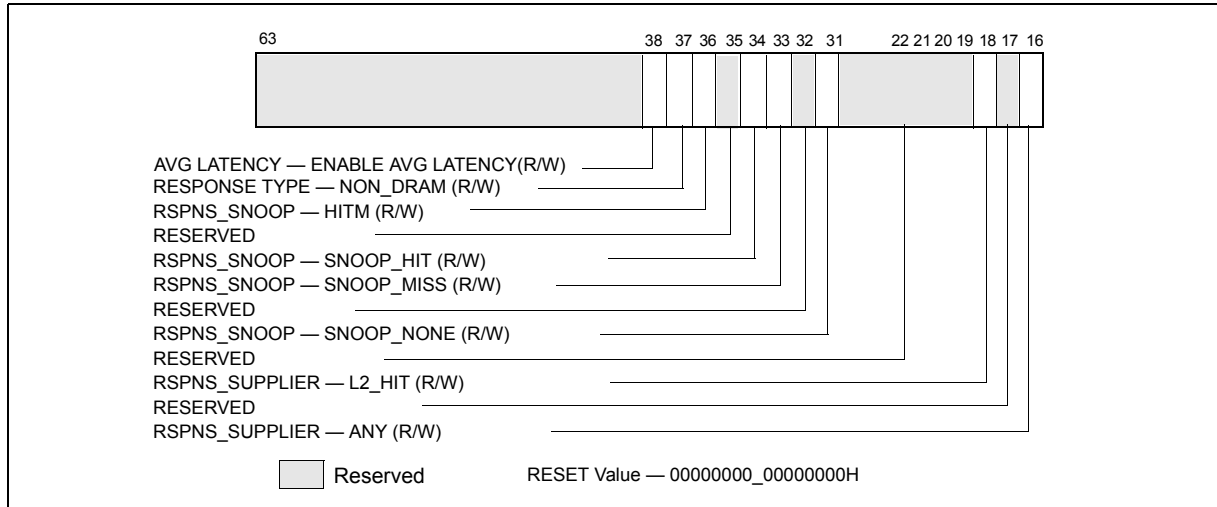 63 38 37 36 35 34 33 32 31 22 21 20 19 18 17 16
AVG LATENCY — ENABLE AVG LATENCY(R/W)
RESPONSE TYPE — NON_DRAM (R/W)
RSPNS_SNOOP — HITM (R/W)
RESERVED
RSPNS_SNOOP — SNOOP_HIT (R/W)
RSPNS_SNOOP — SNOOP_MISS (R/W)
RESERVED
RSPNS_SNOOP — SNOOP_NONE (R/W)
RESERVED
RSPNS_SUPPLIER — L2_HIT (R/W)
RESERVED
RSPNS_SUPPLIER — ANY (R/W)
Reserved RESET Value — 00000000_00000000H